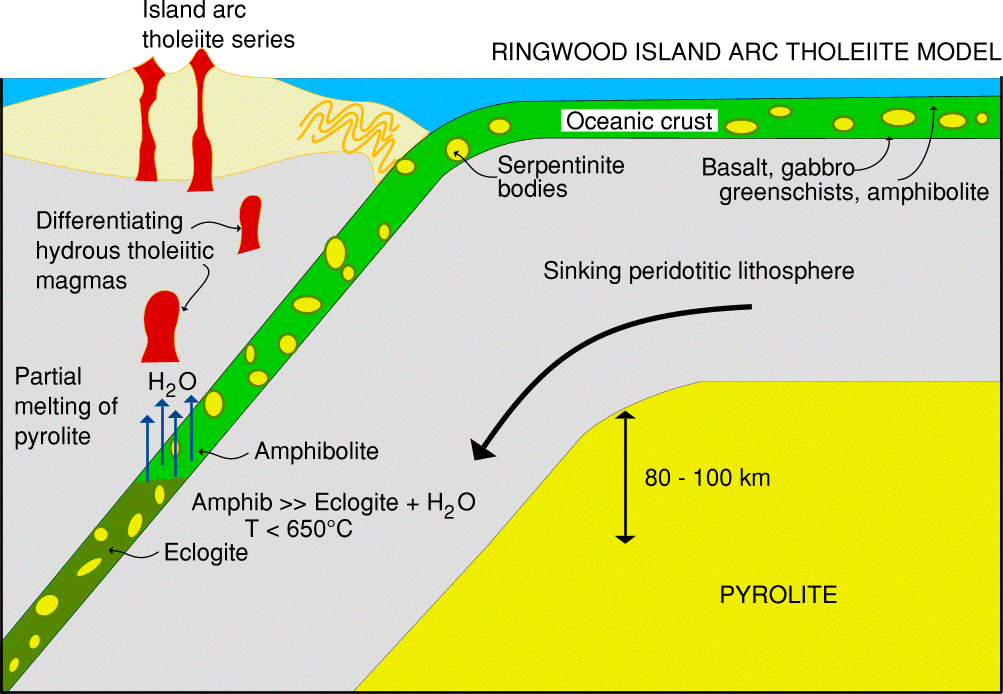 Island arc
tholeiite series
RINGWOOD ISLAND ARC THOLEIITE MODEL
Oceanic crust
Serpentinite
bodies
Basalt, gabbro
greenschists, amphibolite
Differentiating
hydrous tholeiitic
magmas
Sinking peridotitic lithosphere
Partial
melting of
pyrolite
H2O
Amphibolite
80 - 100 km
Amphib >> Eclogite + H2O
T < 650°C
Eclogite
PYROLITE